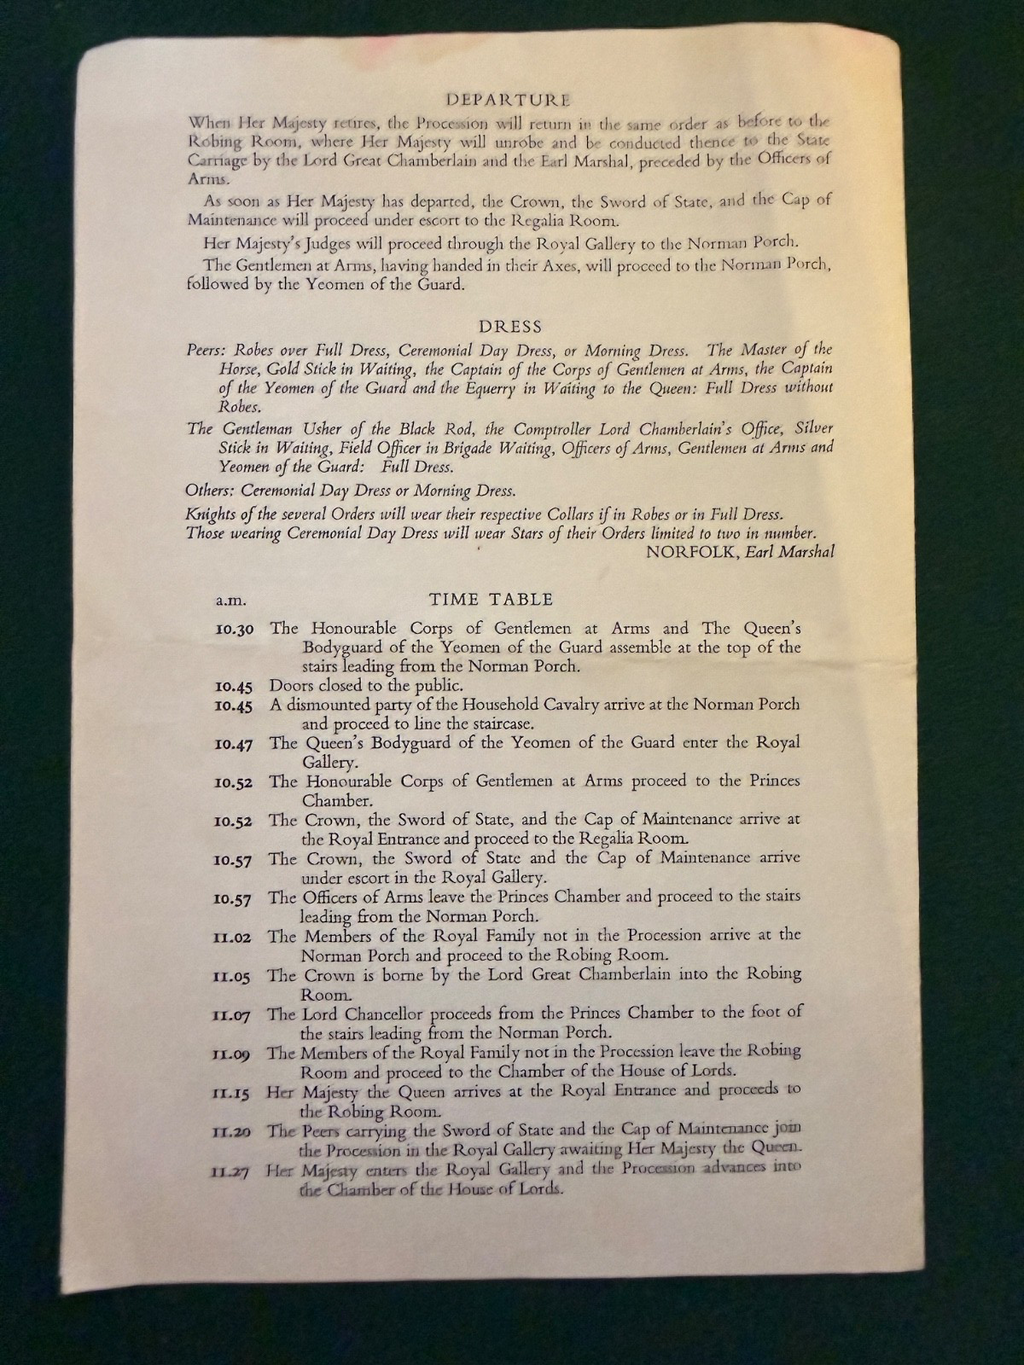 DEPARTURE
When Her Majesty retires, the Procession will return in the same order as before to the
Robing Room, where Her Majesty will unrobe and be conducted thence to the State
Carriage by the Lord Great Chamberlain and the Earl Marshal, preceded by the Officers of
Arms.
As soon as Her Majesty has departed, the Crown, the Sword of State, and the Cap of
Maintenance will proceed under escort to the Regalia Room.
Her Majesty's Judges will proceed through the Royal Gallery to the Norman Porch.
The Gentlemen at Arms, having handed in their Axes, will proceed to the Norman Porch,
followed by the Yeomen of the Guard.
DRESS
Peers: Robes over Full Dress, Ceremonial Day Dress, or Morning Dress. The Master of the
Horse, Gold Stick in Waiting, the Captain of the Corps of Gentlemen at Arms, the Captain
of the Yeomen of the Guard and the Equerry in Waiting to the Queen: Full Dress without
Robes.
The Gentleman Usher of the Black Rod, the Comptroller Lord Chamberlain's Office, Silver
Stick in Waiting, Field Officer in Brigade Waiting, Officers of Arms, Gentlemen at Arms and
Yeomen of the Guard: Full Dress.
Others: Ceremonial Day Dress or Morning Dress.
Knights of the several Orders will wear their respective Collars if in Robes or in Full Dress.
Those wearing Ceremonial Day Dress will wear Stars of their Orders limited to two in number.
NORFOLK, Earl Marshal
a.m. TIME TABLE
10.30 The Honourable Corps of Gentlemen at Arms and The Queen's
Bodyguard of the Yeomen of the Guard assemble at the top of the
stairs leading from the Norman Porch.
10.45 Doors closed to the public.
10.45 A dismounted party of the Household Cavalry arrive at the Norman Porch
and proceed to line the staircase.
10.47 The Queen's Bodyguard of the Yeomen of the Guard enter the Royal
Gallery.
10.52 The Honourable Corps of Gentlemen at Arms proceed to the Princes
Chamber.
10.52 The Crown, the Sword of State, and the Cap of Maintenance arrive at
the Royal Entrance and proceed to the Regalia Room.
10.57 The Crown, the Sword of State and the Cap of Maintenance arrive
under escort in the Royal Gallery.
10.57 The Officers of Arms leave the Princes Chamber and proceed to the stairs
leading from the Norman Porch.
11.02 The Members of the Royal Family not in the Procession arrive at the
Norman Porch and proceed to the Robing Room.
11.05 The Crown is borne by the Lord Great Chamberlain into the Robing
Room.
11.07 The Lord Chancellor proceeds from the Princes Chamber to the foot of
the stairs leading from the Norman Porch.
11.09 The Members of the Royal Family not in the Procession leave the Robing
Room and proceed to the Chamber of the House of Lords.
11.15 Her Majesty the Queen arrives at the Royal Entrance and proceeds to
the Robing Room.
11.20 The Peers carrying the Sword of State and the Cap of Maintenance join
the Procession in the Royal Gallery awaiting Her Majesty the Queen.
11.27 Her Majesty enters the Royal Gallery and the Procession advances into
the Chamber of the House of Lords.